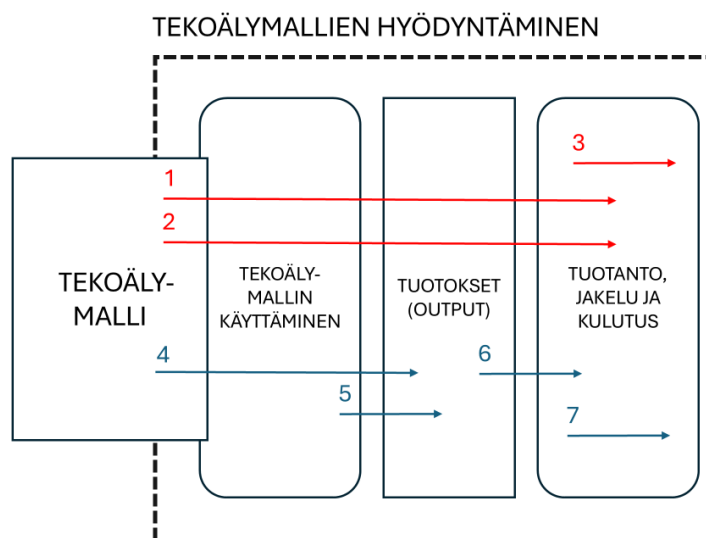 TEKOÄLYMALLIEN HYÖDYNTÄMINEN
3
1
2
TEKOÄLY-
MALLI
TEKOÄLY-
MALLIN
KÄYTTÄMINEN
TUOTOKSET
(OUTPUT)
TUOTANTO,
JAKELU JA
KULUTUS
4
6
5
7